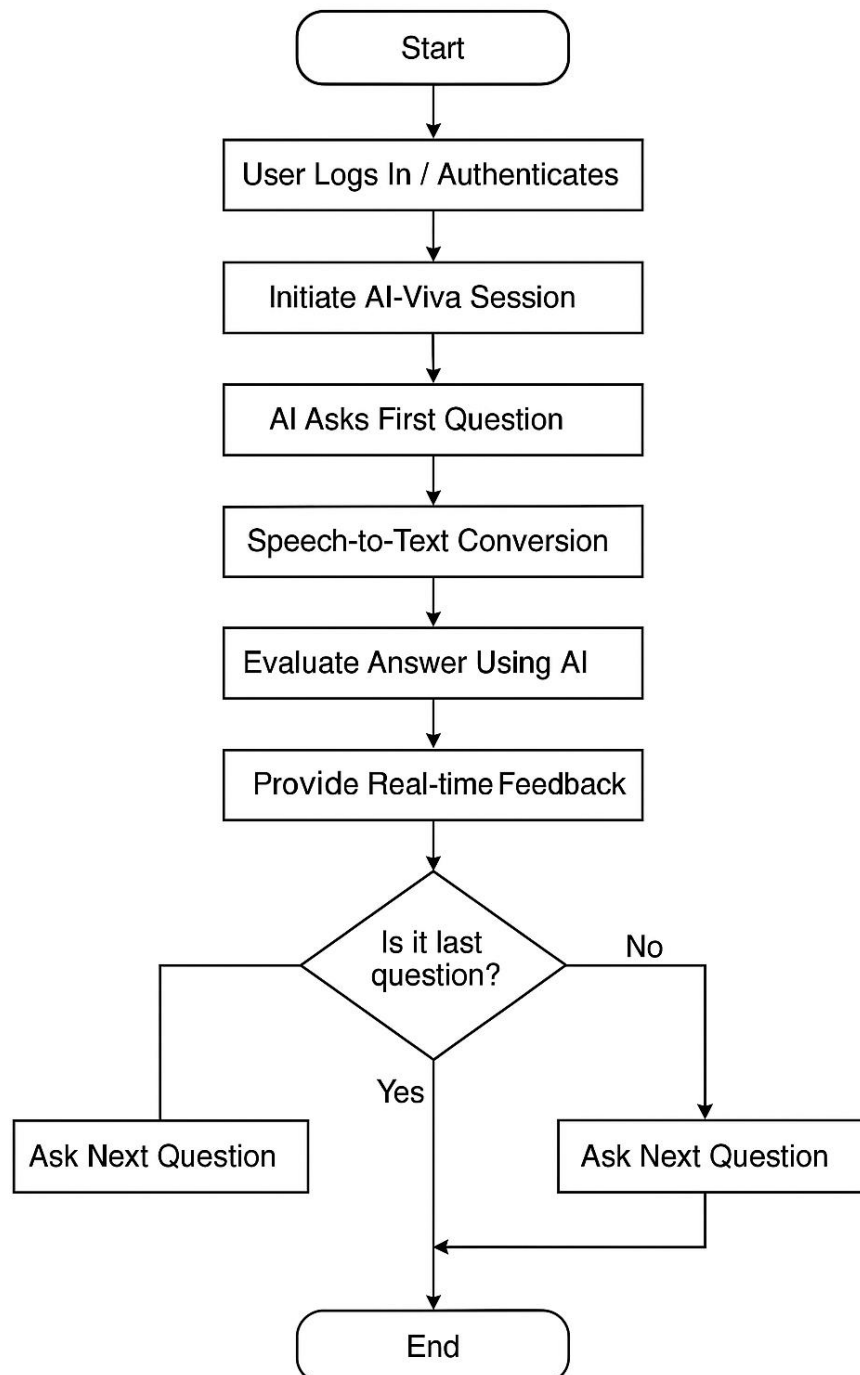 Start
User Logs In / Authenticates
Initiate AI-Viva Session
AI Asks First Question
Speech-to-Text Conversion
Evaluate Answer Using AI
Provide Real-time Feedback
Is it last
question?
No
Yes
Ask Next Question
Ask Next Question
End